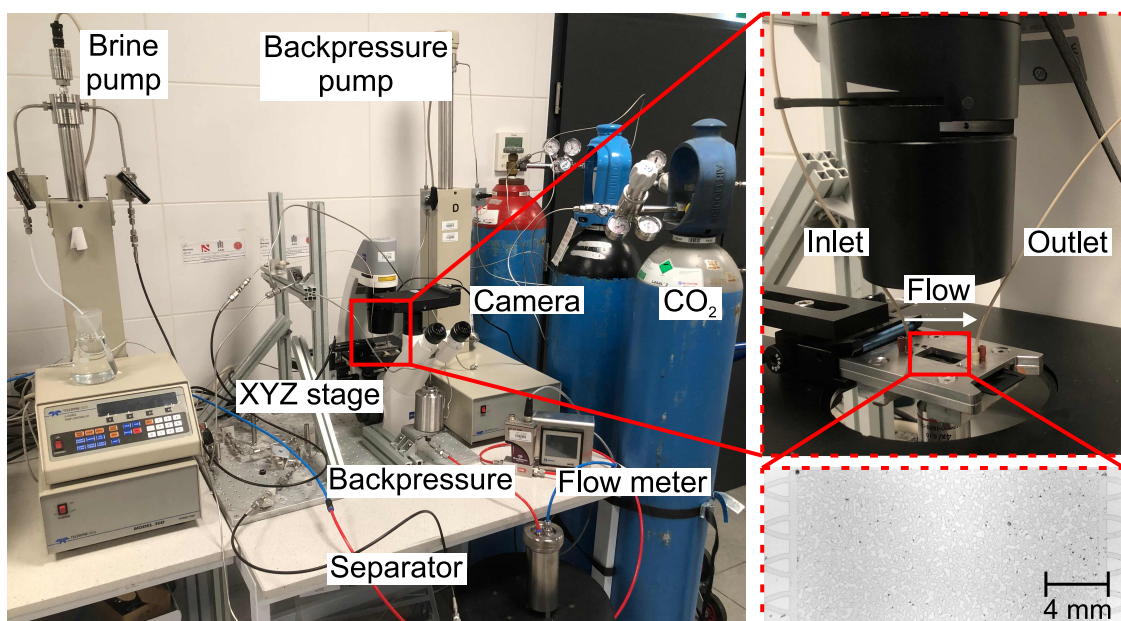 Brine
pump
Backpressure
pump
D
Camera
CO₂
XYZ stage
Backpressure
Flow meter
Separator
Inlet
Outlet
Flow
4 mm